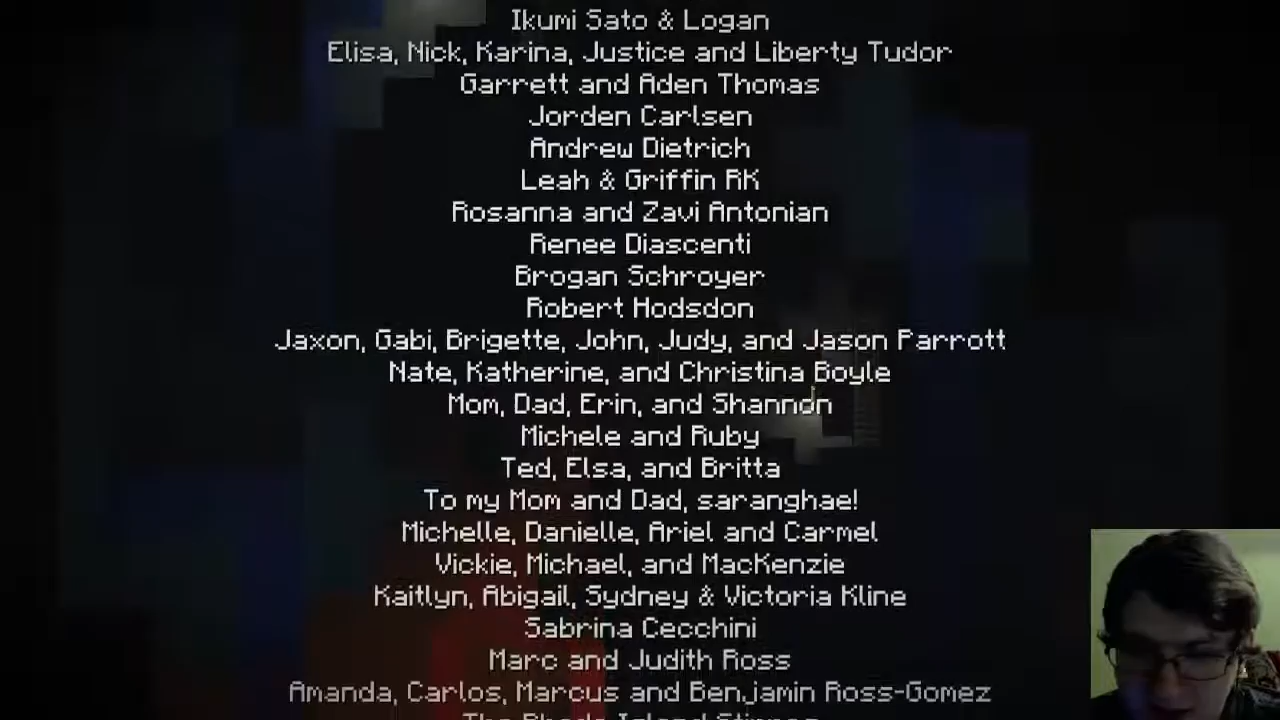 Ikumi Sato & Logan
Elisa, Nick, Karina, Justice and Liberty Tudor
Garrett and Aden Thomas
Jorden Carlsen
Andrew Dietrich
Leah & Griffin RK
Rosanna and Zavi Antonian
Renee Diascenti
Brogan Schroyer
Robert Hodsdon
Jaxon, Gabi, Brigette, John, Judy, and Jason Parrott
Nate, Katherine, and Christina Boyle
Mom, Dad, Erin, and Shannon
Michele and Ruby
Ted, Elsa, and Britta
To my Mom and Dad, saranghae!
Michelle, Danielle, Ariel and Carmel
Vickie, Michael, and MacKenzie
Kaitlyn, Abigail, Sydney & Victoria Kline
Sabrina Cecchini
Marc and Judith Ross
Amanda, Carlos, Marcus and Benjamin Ross-Gomez
The Rhode Island